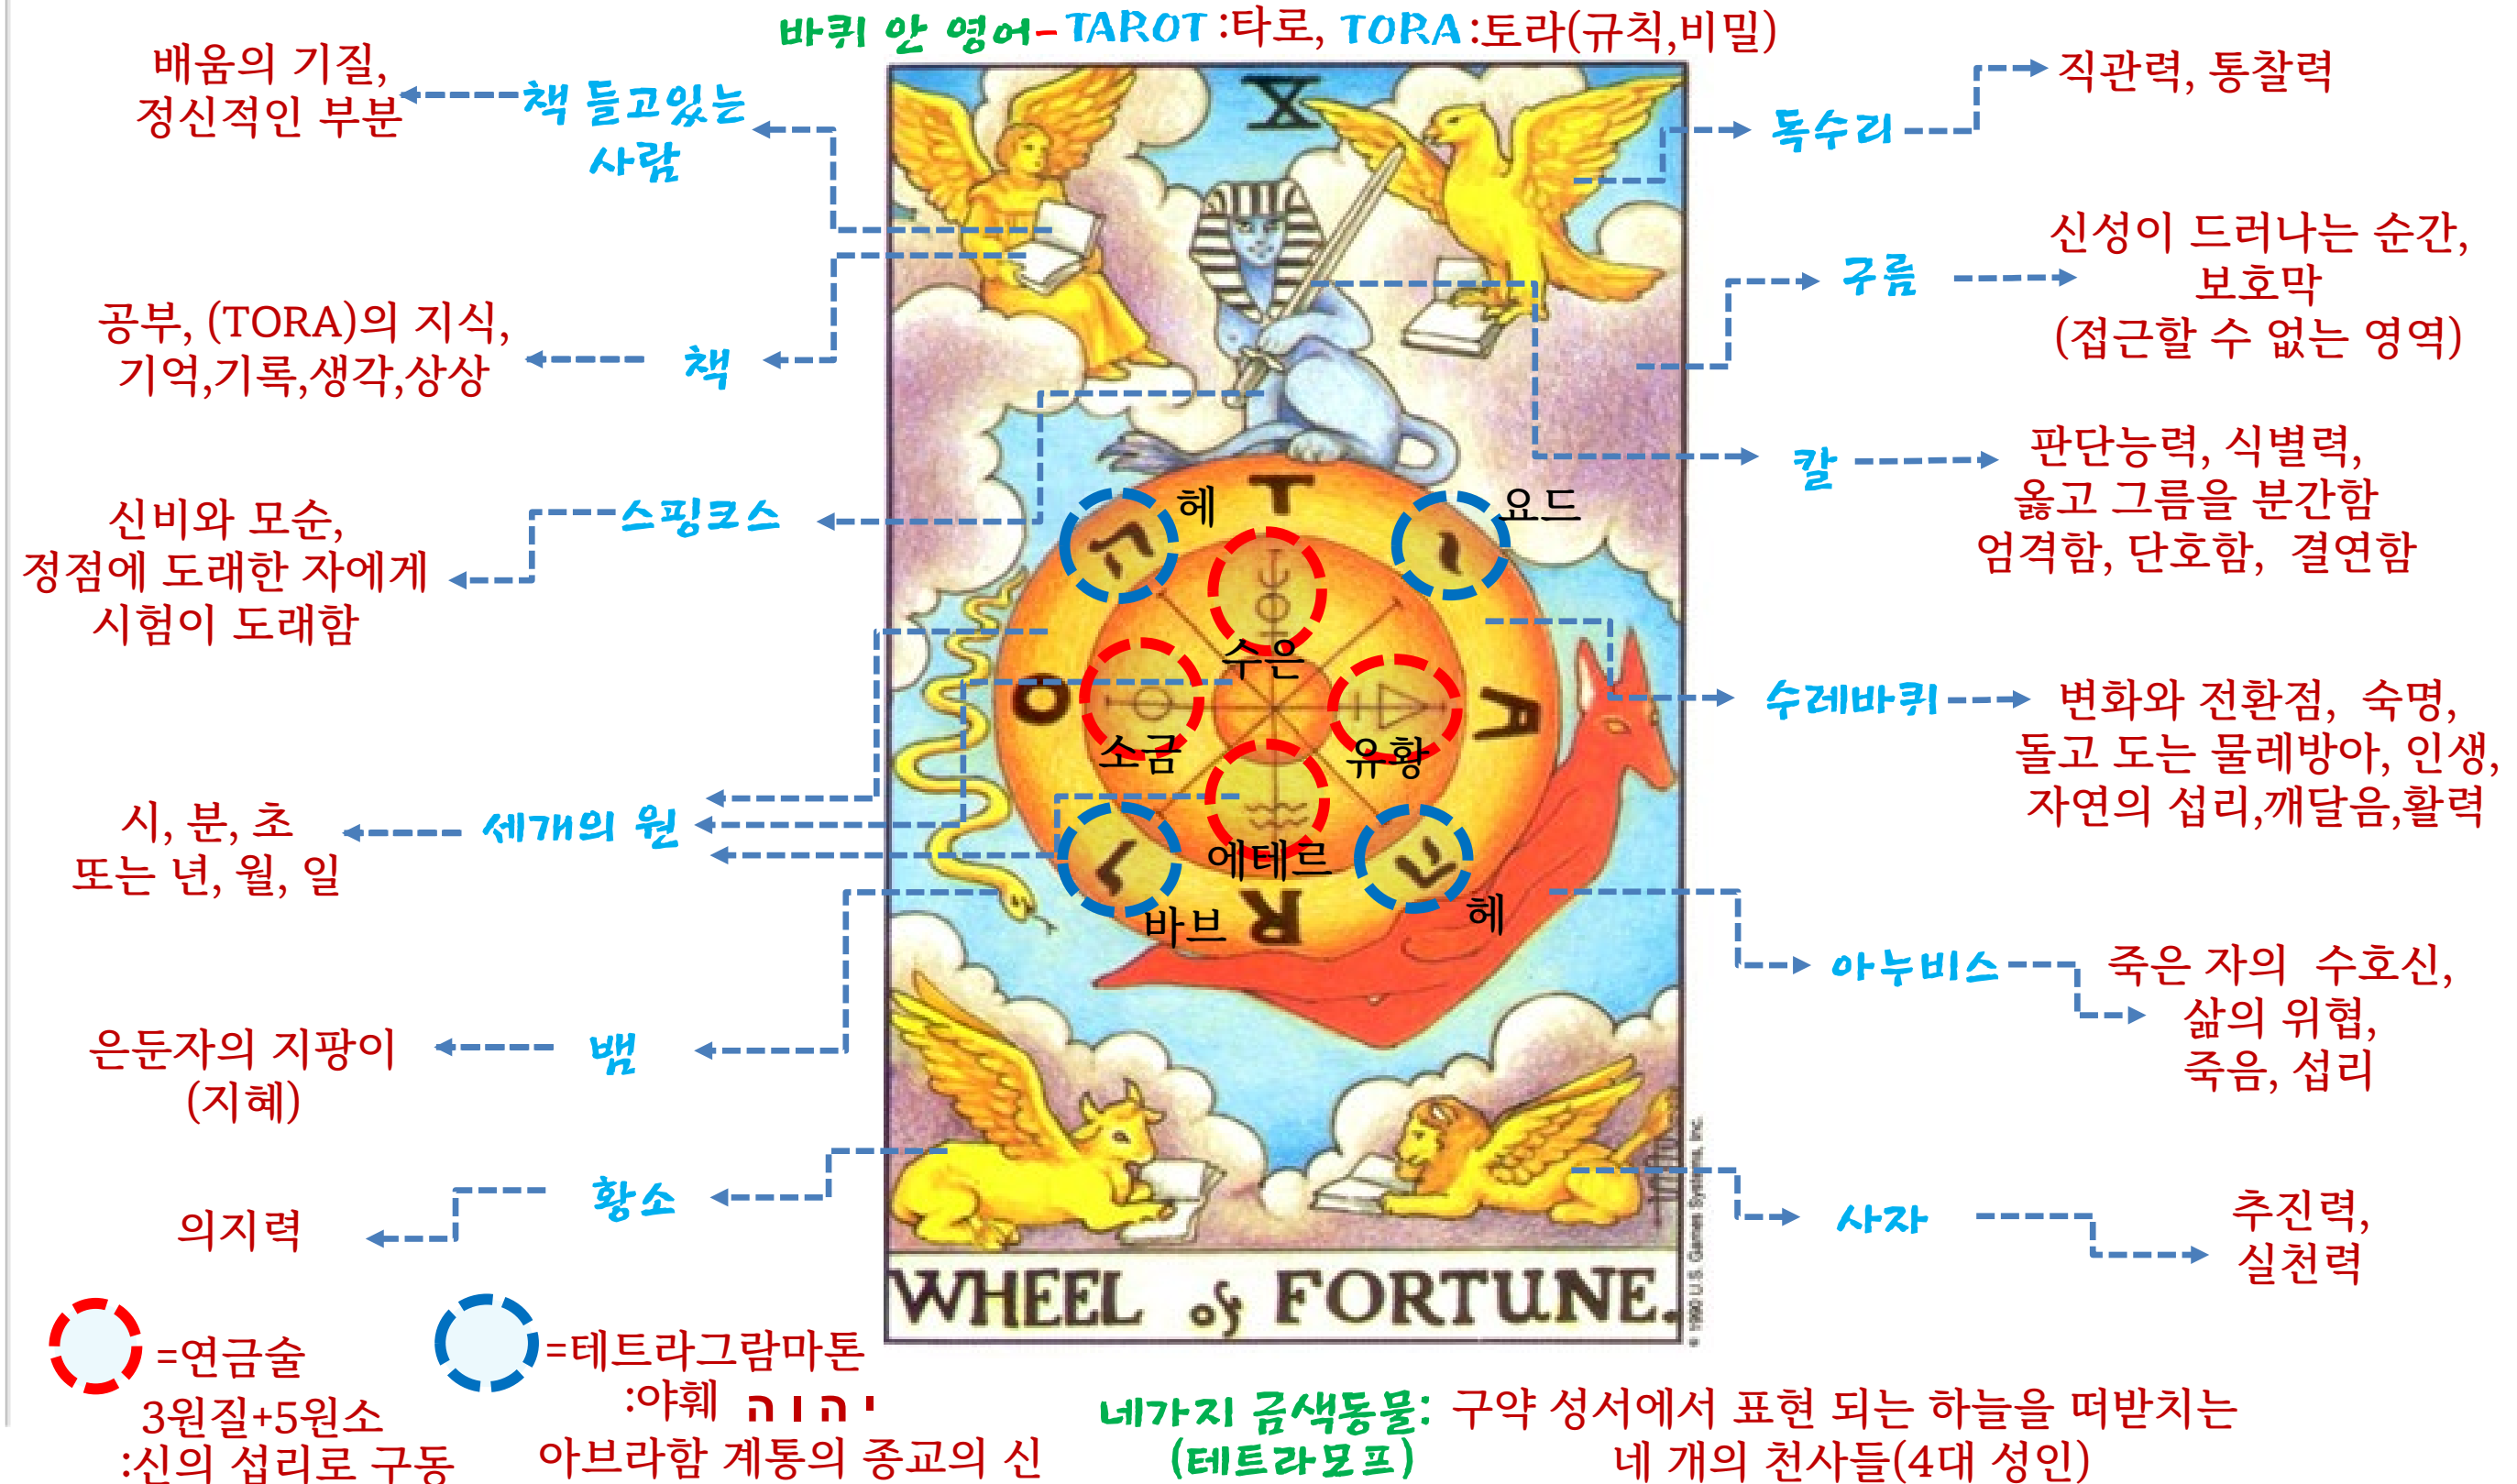 바퀴 안 영어-TAROT :타로, TORA:토라(규칙,비밀)
배움의 기질,
정신적인 부분
책 들고있는
사람
공부, (TORA)의 지식,
기억,기록,생각,상상
책
신비와 모순,
정점에 도래한 자에게
시험이 도래함
스핑크스
시, 분, 초
또는 년, 월, 일
세개의 원
은둔자의 지팡이
(지혜)
뱀
의지력
황소
X
헤
T
요드
ה
י
수은
O
A
소금
유황
에테르
ו
ה
바브
R
헤
WHEEL of FORTUNE.
© 1990 U.S. Games Systems, Inc.
독수리
직관력, 통찰력
구름
신성이 드러나는 순간,
보호막
(접근할 수 없는 영역)
칼
판단능력, 식별력,
옳고 그름을 분간함
엄격함, 단호함, 결연함
수레바퀴
변화와 전환점, 숙명,
돌고 도는 물레방아, 인생,
자연의 섭리,깨달음,활력
아누비스
죽은 자의 수호신,
삶의 위협,
죽음, 섭리
사자
추진력,
실천력
=연금술
3원질+5원소
:신의 섭리로 구동
=테트라그람마톤
:야훼 יהוה
아브라함 계통의 종교의 신
네가지 금색동물: 구약 성서에서 표현 되는 하늘을 떠받치는
(테트라모프) 네 개의 천사들(4대 성인)